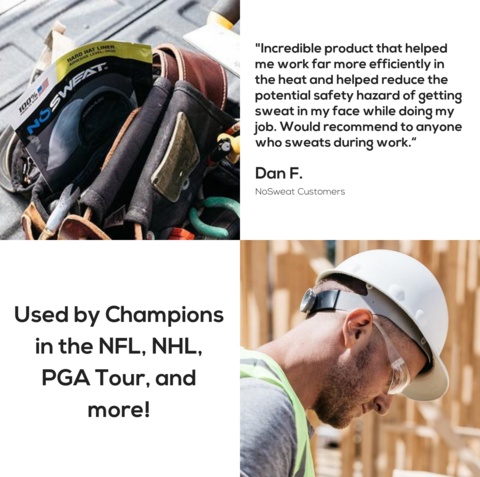 HARD HAT LINER
100%
NOSWEAT
"Incredible product that helped
me work far more efficiently in
the heat and helped reduce the
potential safety hazard of getting
sweat in my face while doing my
job. Would recommend to anyone
who sweats during work.“
Dan F.
NoSweat Customers
Used by Champions
in the NFL, NHL,
PGA Tour, and
more!